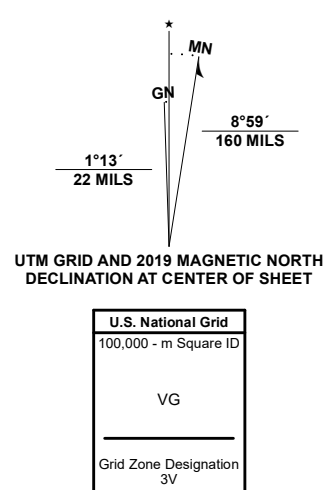 ★
MN
GN
8°59´
160 MILS
1°13´
22 MILS
UTM GRID AND 2019 MAGNETIC NORTH
DECLINATION AT CENTER OF SHEET
U.S. National Grid
100,000 - m Square ID
VG
Grid Zone Designation
3V